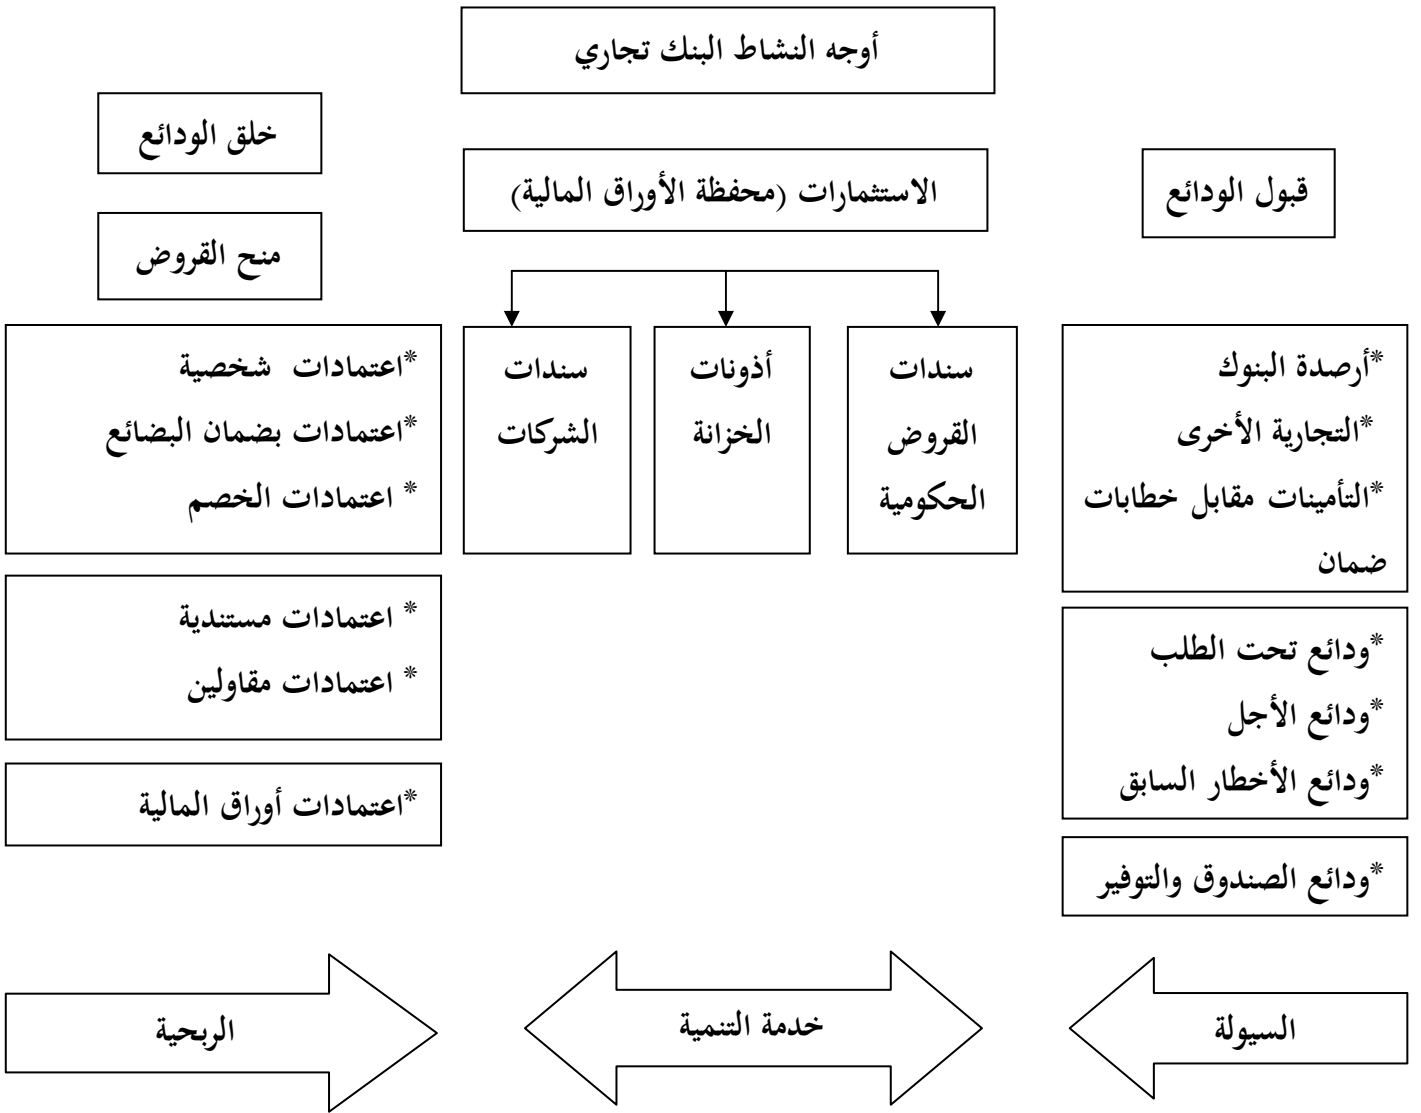 أوجه النشاط البنك تجاري
قبول الودائع
الاستثمارات (محفظة الأوراق المالية)
خلق الودائع
منح القروض
*أرصدة البنوك
*التجارية الأخرى
*التأمينات مقابل خطابات
ضمان
*ودائع تحت الطلب
*ودائع الأجل
*ودائع الأخطار السابق
*ودائع الصندوق والتوفير
سندات
القروض
الحكومية
أذونات
الخزانة
سندات
الشركات
*اعتمادات شخصية
*اعتمادات بضمان البضائع
* اعتمادات الخصم
* اعتمادات مستندية
* اعتمادات مقاولين
*اعتمادات أوراق المالية
السيولة
خدمة التنمية
الربحية